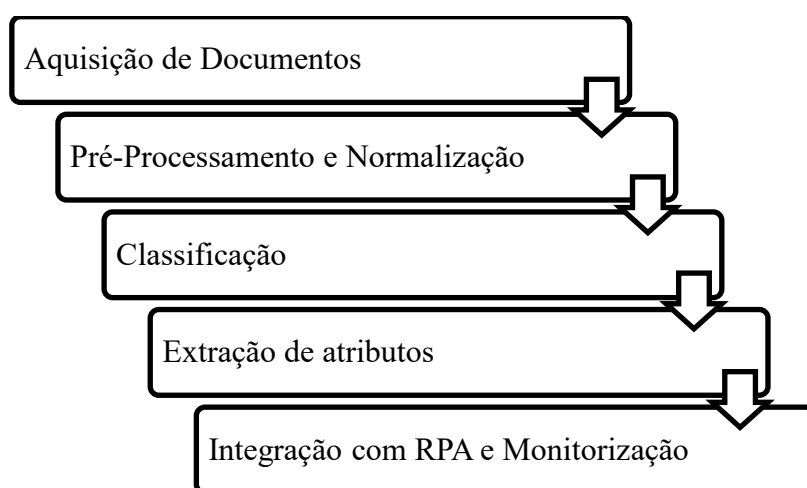 Aquisição de Documentos
Pré-Processamento e Normalização
Classificação
Extração de atributos
Integração com RPA e Monitorização